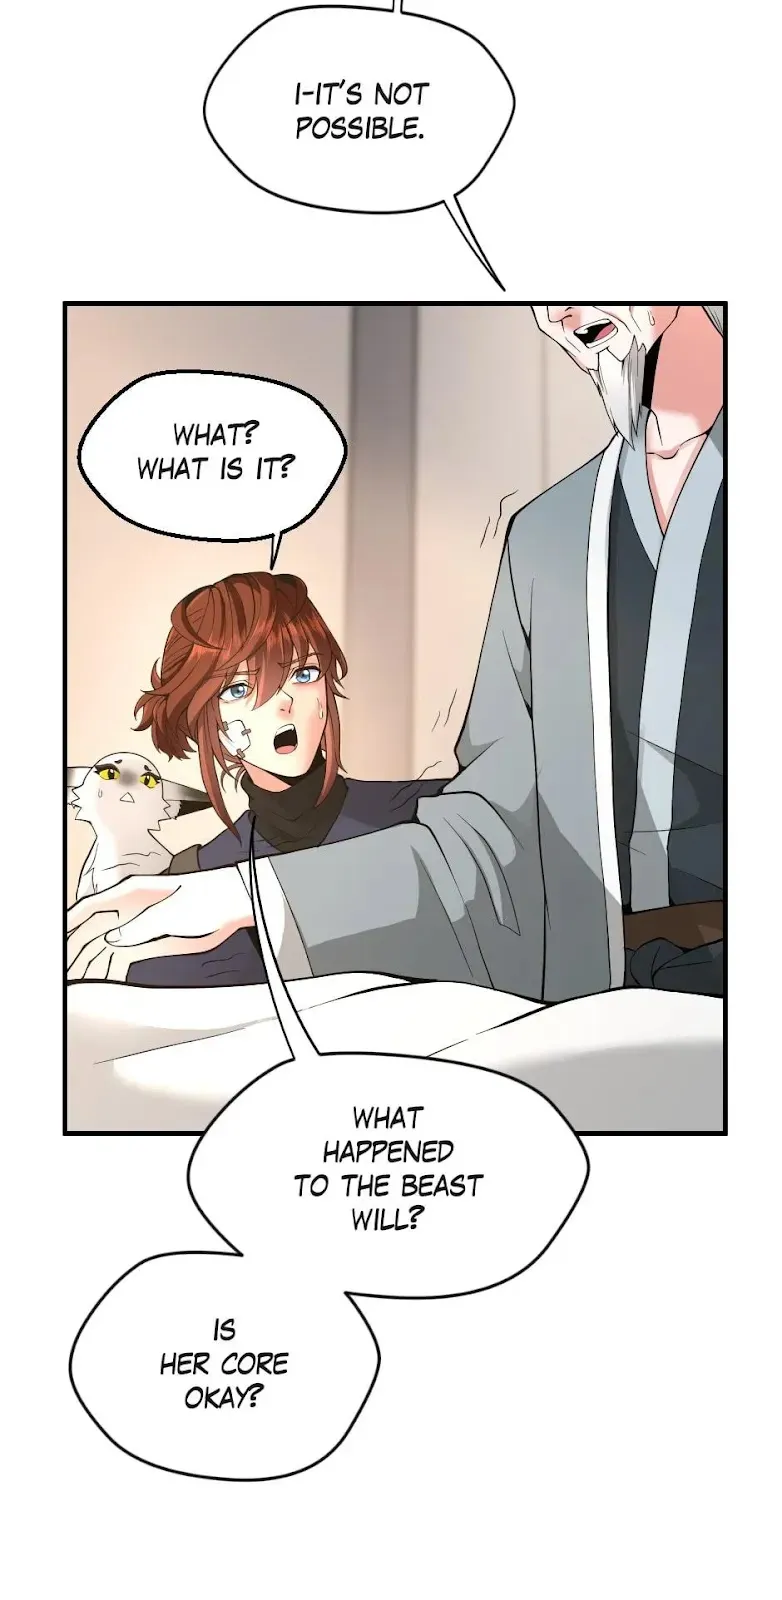 I-IT'S NOT
POSSIBLE.
WHAT?
WHAT IS IT?
WHAT
HAPPENED
TO THE BEAST
WILL?
IS
HER CORE
OKAY?